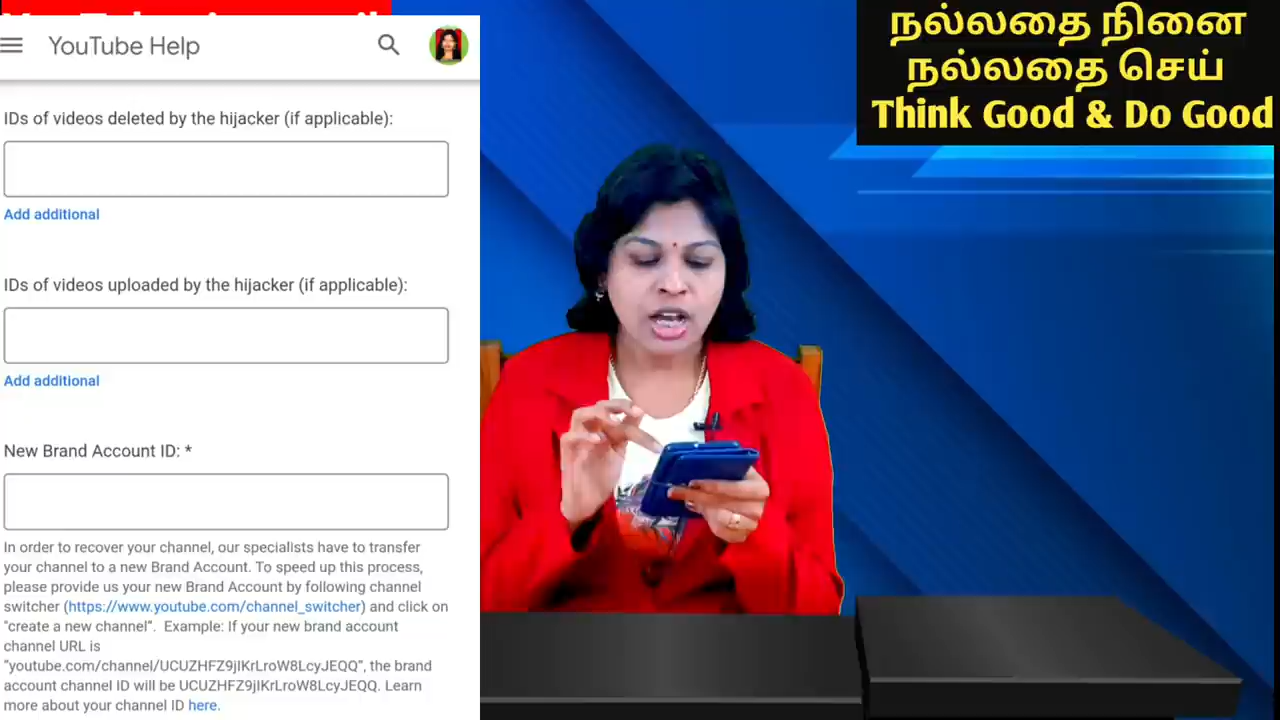 YouTube Help
IDs of videos deleted by the hijacker (if applicable):
Add additional
IDs of videos uploaded by the hijacker (if applicable):
Add additional
New Brand Account ID: *
In order to recover your channel, our specialists have to transfer
your channel to a new Brand Account. To speed up this process,
please provide us your new Brand Account by following channel
switcher (https://www.youtube.com/channel_switcher) and click on
"create a new channel".  Example: If your new brand account
channel URL is
"youtube.com/channel/UCUZHFZ9jIKrLroW8LcyJEQQ", the brand
account channel ID will be UCUZHFZ9jIKrLroW8LcyJEQQ. Learn
more about your channel ID here.
நல்லதை நினை
நல்லதை செய்
Think Good & Do Good